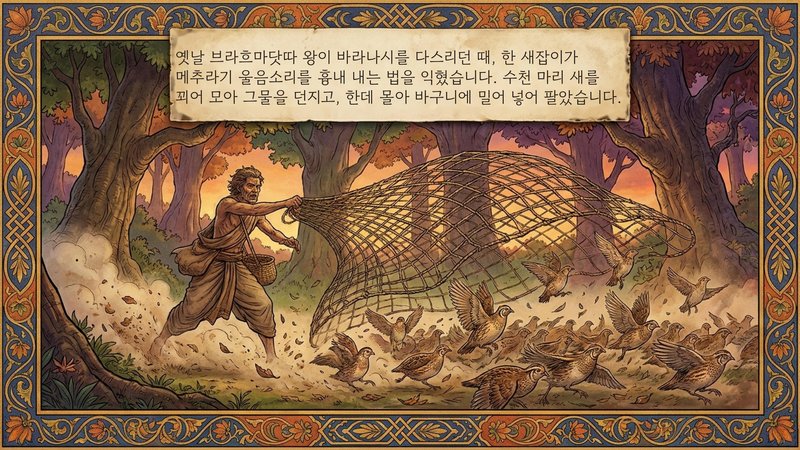 옛날 브라흐마닷따 왕이 바라나시를 다스리던 때, 한 새잡이가
메추라기 울음소리를 흉내 내는 법을 익혔습니다. 수천 마리 새를
꾀어 모아 그물을 던지고, 한데 몰아 바구니에 밀어 넣어 팔았습니다.